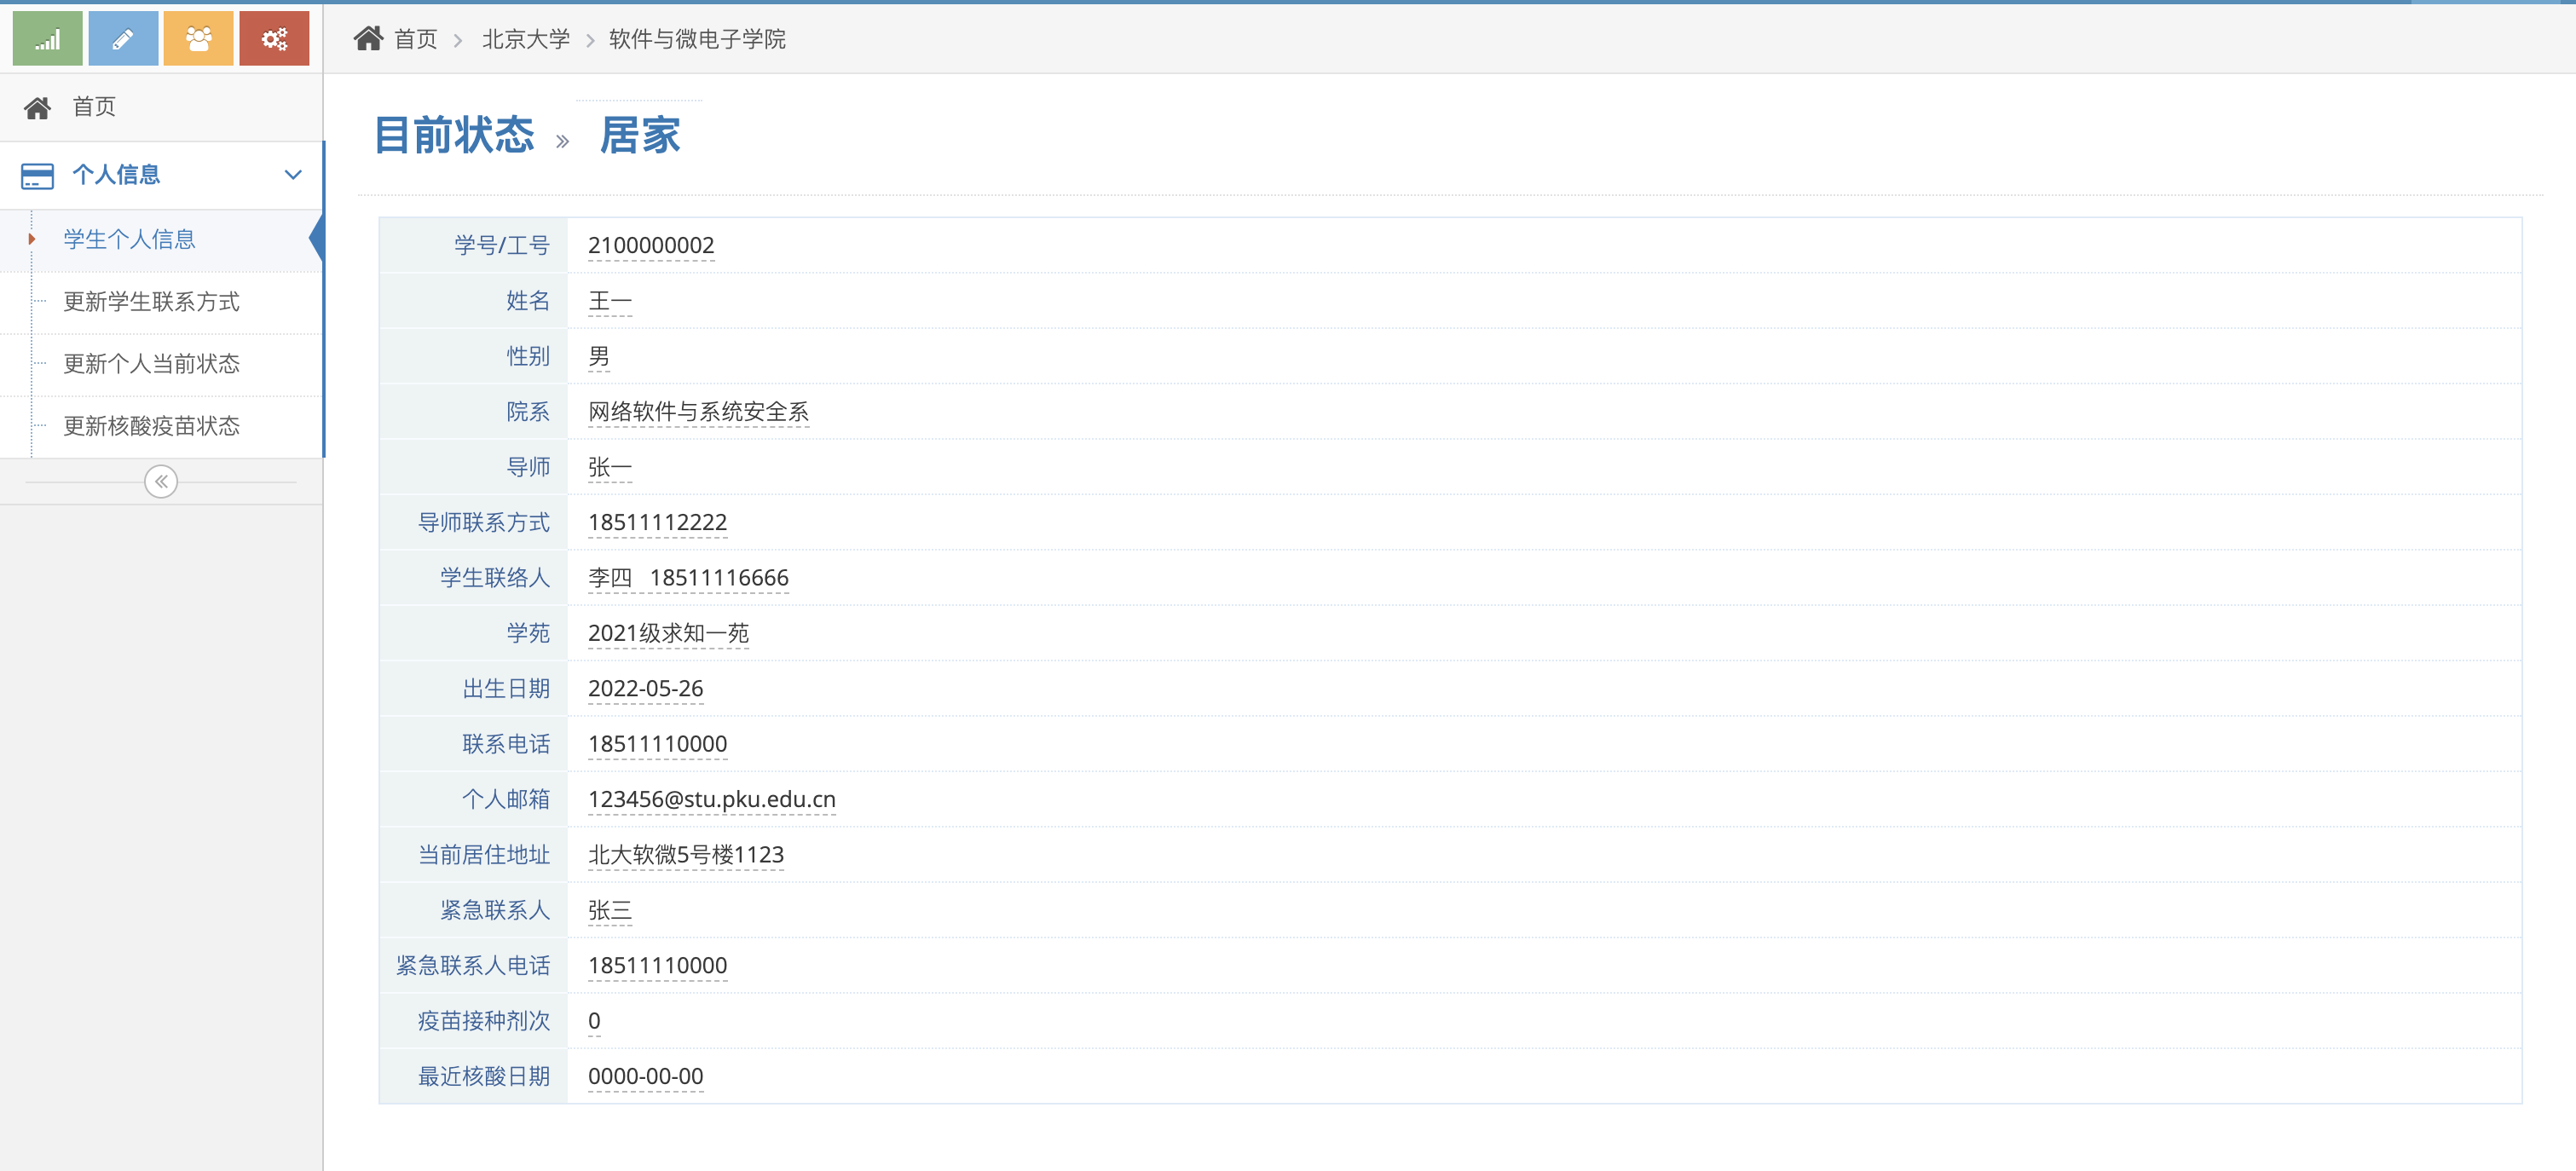 首页
北京大学
软件与微电子学院
首页
个人信息
学生个人信息
更新学生联系方式
更新个人当前状态
更新核酸疫苗状态
目前状态 » 居家
学号/工号 2100000002
姓名 王一
性别 男
院系 网络软件与系统安全系
导师 张一
导师联系方式 18511112222
学生联络人 李四 18511116666
学苑 2021级求知一苑
出生日期 2022-05-26
联系电话 18511110000
个人邮箱 123456@stu.pku.edu.cn
当前居住地址 北大软微5号楼1123
紧急联系人 张三
紧急联系人电话 18511110000
疫苗接种剂次 0
最近核酸日期 0000-00-00